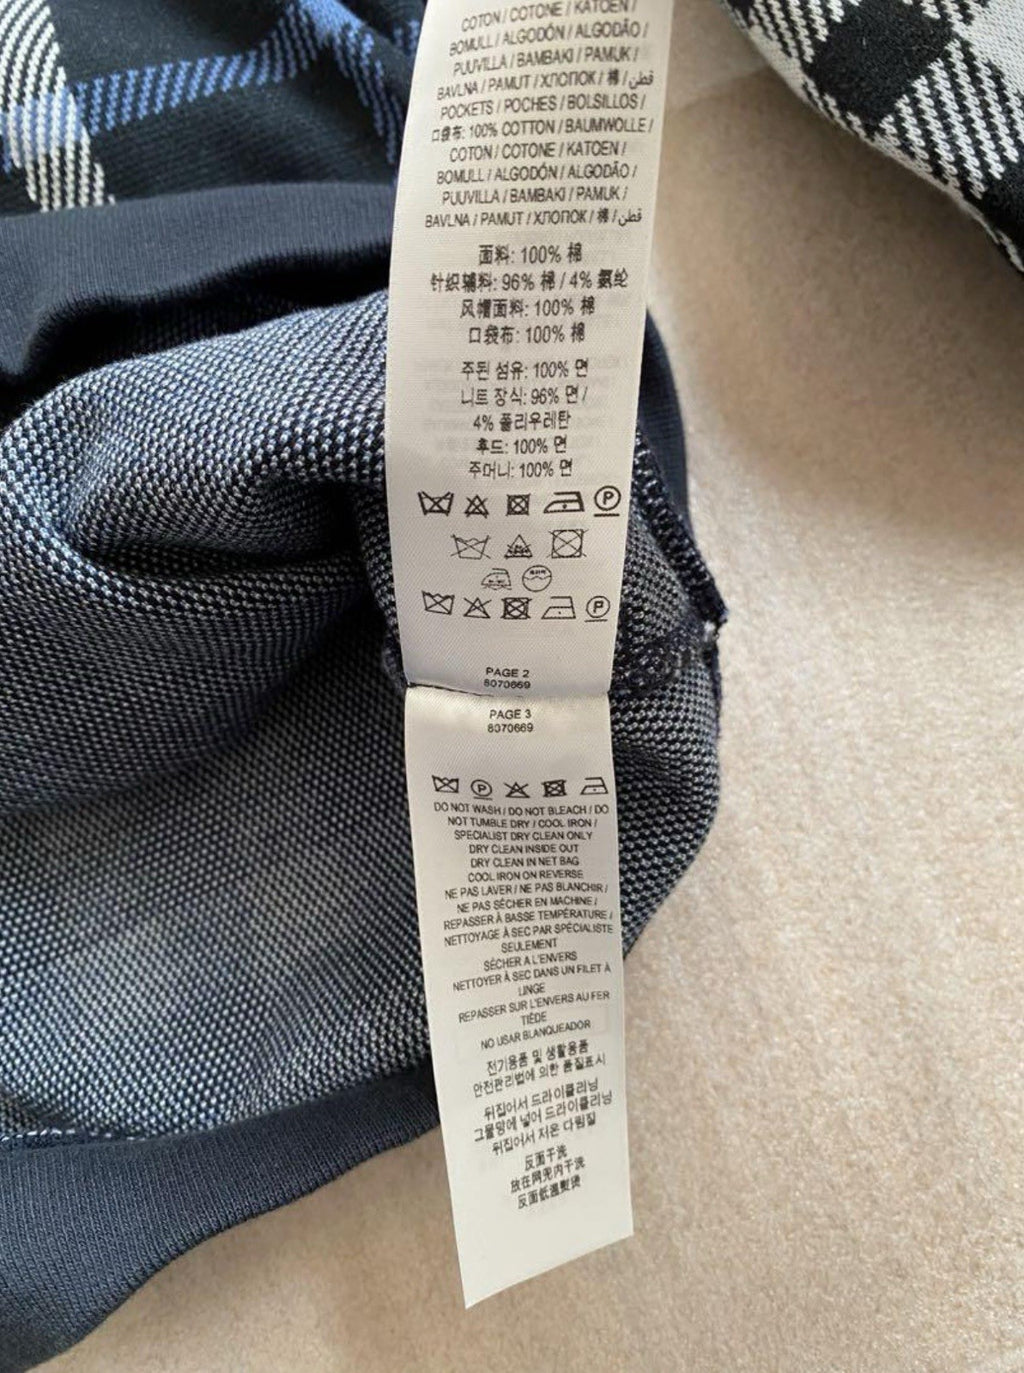 COTON / COTONE / KATOEN /
BOMULL / ALGODÓN / ALGODÃO /
PUUVILLA / BAMBAKI / PAMUK /
BAVLNA / PAMUT / ХЛОПОК / 棉 / قطن
POCKETS / POCHES / BOLSILLOS /
口袋布: 100% COTTON / BAUMWOLLE /
COTON / COTONE / KATOEN /
BOMULL / ALGODÓN / ALGODÃO /
PUUVILLA / BAMBAKI / PAMUK /
BAVLNA / PAMUT / ХЛОПОК / 棉 / قطن
面料: 100% 棉
针织辅料: 96% 棉 / 4% 氨纶
风帽面料: 100% 棉
口袋布: 100% 棉
주된 섬유: 100% 면
니트 장식: 96% 면 /
4% 폴리우레탄
후드: 100% 면
주머니: 100% 면
P
P
PAGE 2
8070669
PAGE 3
8070669
P
DO NOT WASH / DO NOT BLEACH / DO
NOT TUMBLE DRY / COOL IRON /
SPECIALIST DRY CLEAN ONLY
DRY CLEAN INSIDE OUT
DRY CLEAN IN NET BAG
COOL IRON ON REVERSE
NE PAS LAVER / NE PAS BLANCHIR /
NE PAS SÉCHER EN MACHINE /
REPASSER À BASSE TEMPÉRATURE /
NETTOYAGE À SEC PAR SPÉCIALISTE
SEULEMENT
SÉCHER A L'ENVERS
NETTOYER À SEC DANS UN FILET À
LINGE
REPASSER SUR L'ENVERS AU FER
TIÈDE
NO USAR BLANQUEADOR
전기용품 및 생활용품
안전관리법에 의한 품질표시
뒤집어서 드라이클리닝
그물망에 넣어 드라이클리닝
뒤집어서 저온 다림질
反面干洗
放在网兜内干洗
反面低温熨烫